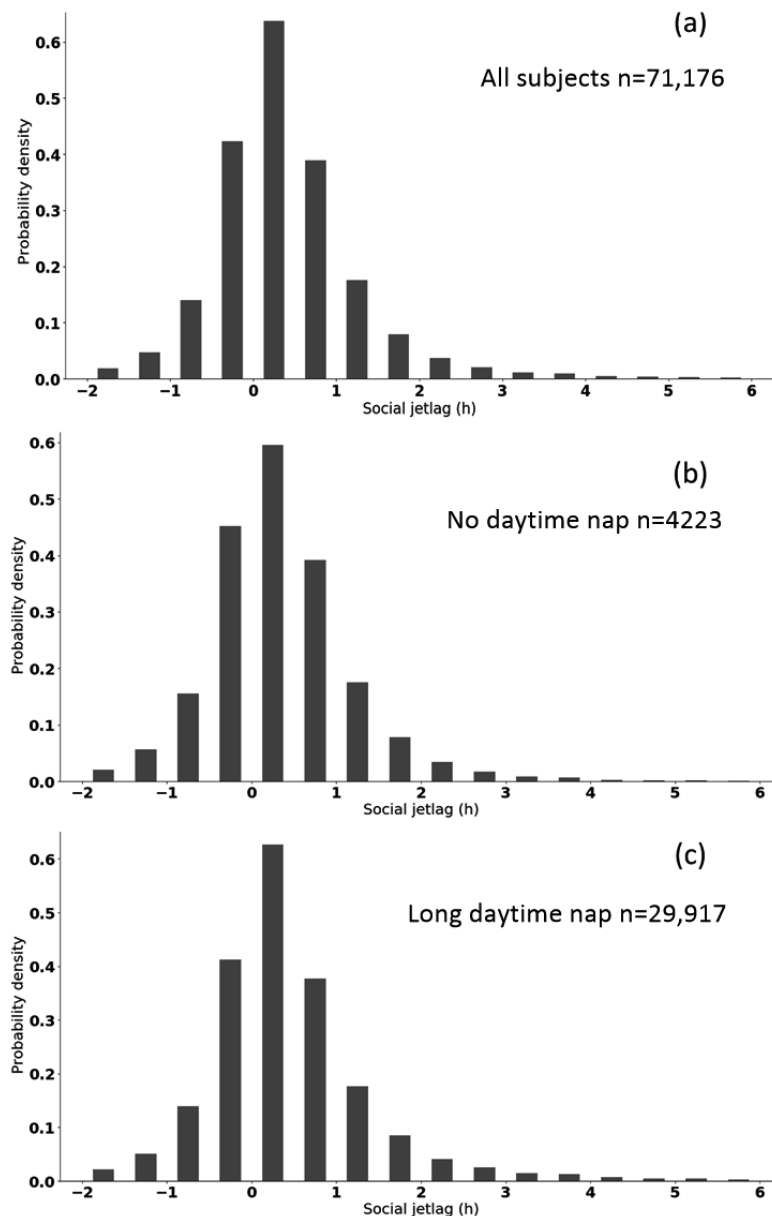 (a)
All subjects n=71,176
Probability density
0.6
0.5
0.4
0.3
0.2
0.1
0.0
−2 −1 0 1 2 3 4 5 6
Social jetlag (h)
(b)
No daytime nap n=4223
Probability density
0.6
0.5
0.4
0.3
0.2
0.1
0.0
−2 −1 0 1 2 3 4 5 6
Social jetlag (h)
(c)
Long daytime nap n=29,917
Probability density
0.6
0.5
0.4
0.3
0.2
0.1
0.0
−2 −1 0 1 2 3 4 5 6
Social jetlag (h)